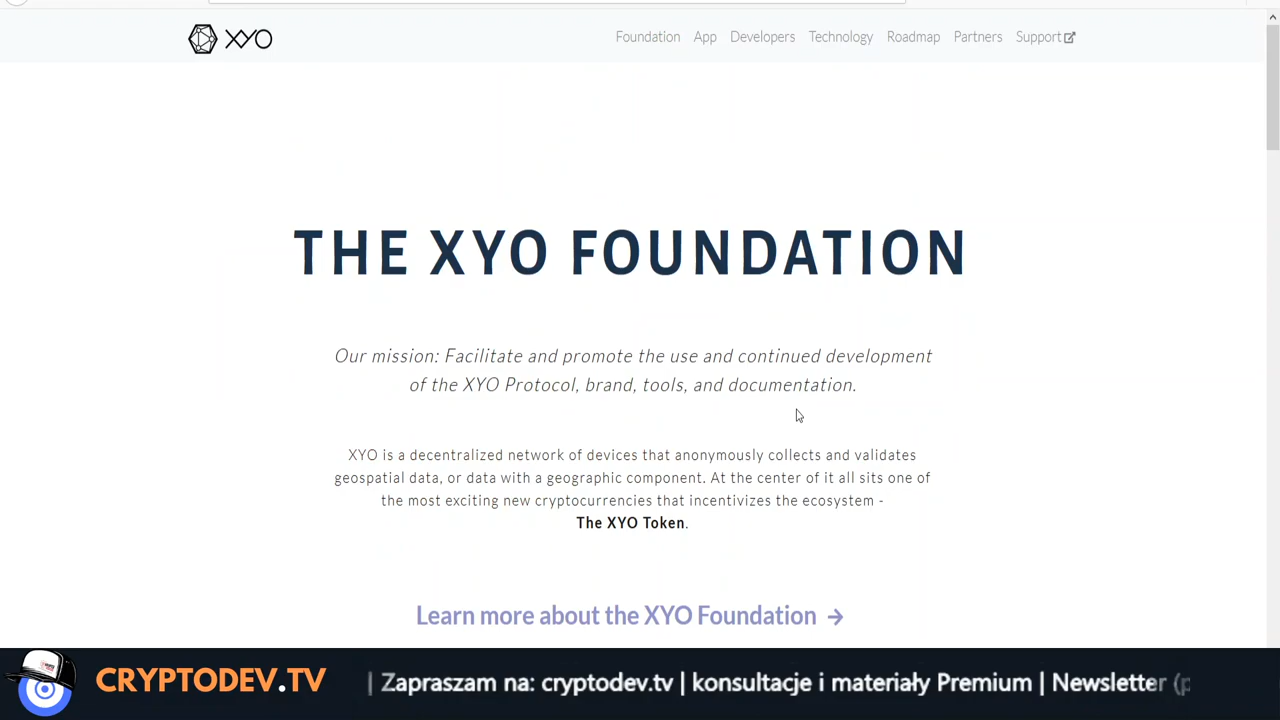 XYO
Foundation App Developers Technology Roadmap Partners Support
THE XYO FOUNDATION
Our mission: Facilitate and promote the use and continued development
of the XYO Protocol, brand, tools, and documentation.
XYO is a decentralized network of devices that anonymously collects and validates
geospatial data, or data with a geographic component. At the center of it all sits one of
the most exciting new cryptocurrencies that incentivizes the ecosystem -
The XYO Token.
Learn more about the XYO Foundation →
CRYPTODEV.TV | Zapraszam na: cryptodev.tv | konsultacje i materiały Premium | Newsletter (p